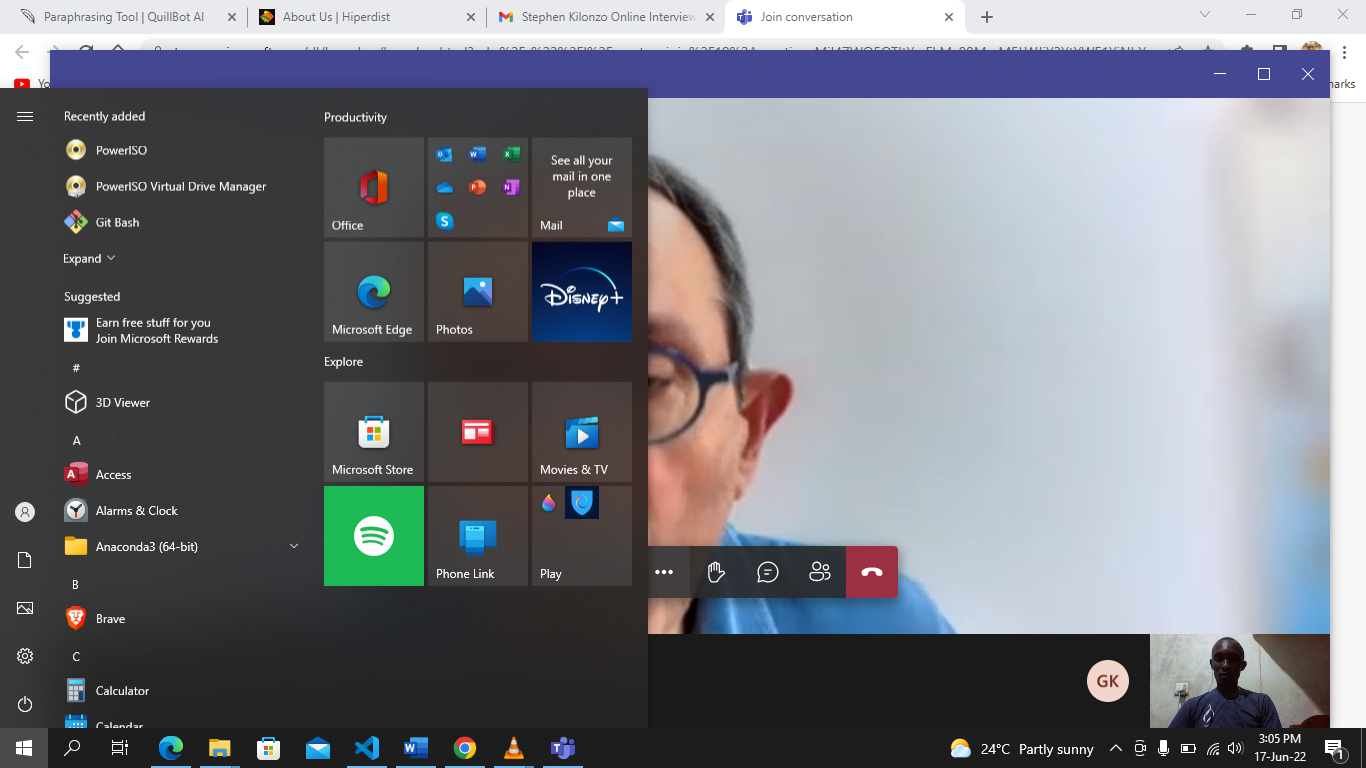 Paraphrasing Tool | QuillBot AI
About Us | Hiperdist
Stephen Kilonzo Online Interview
Join conversation
Yo
arks
Recently added
PowerISO
PowerISO Virtual Drive Manager
Git Bash
Expand
Suggested
Earn free stuff for you
Join Microsoft Rewards
#
3D Viewer
A
Access
Alarms & Clock
Anaconda3 (64-bit)
B
Brave
C
Calculator
Calendar
Productivity
Office
See all your
mail in one
place
Mail
Microsoft Edge
Photos
Disney+
Explore
Microsoft Store
Movies & TV
Phone Link
Play
GK
24°C Partly sunny
3:05 PM
17-Jun-22
1